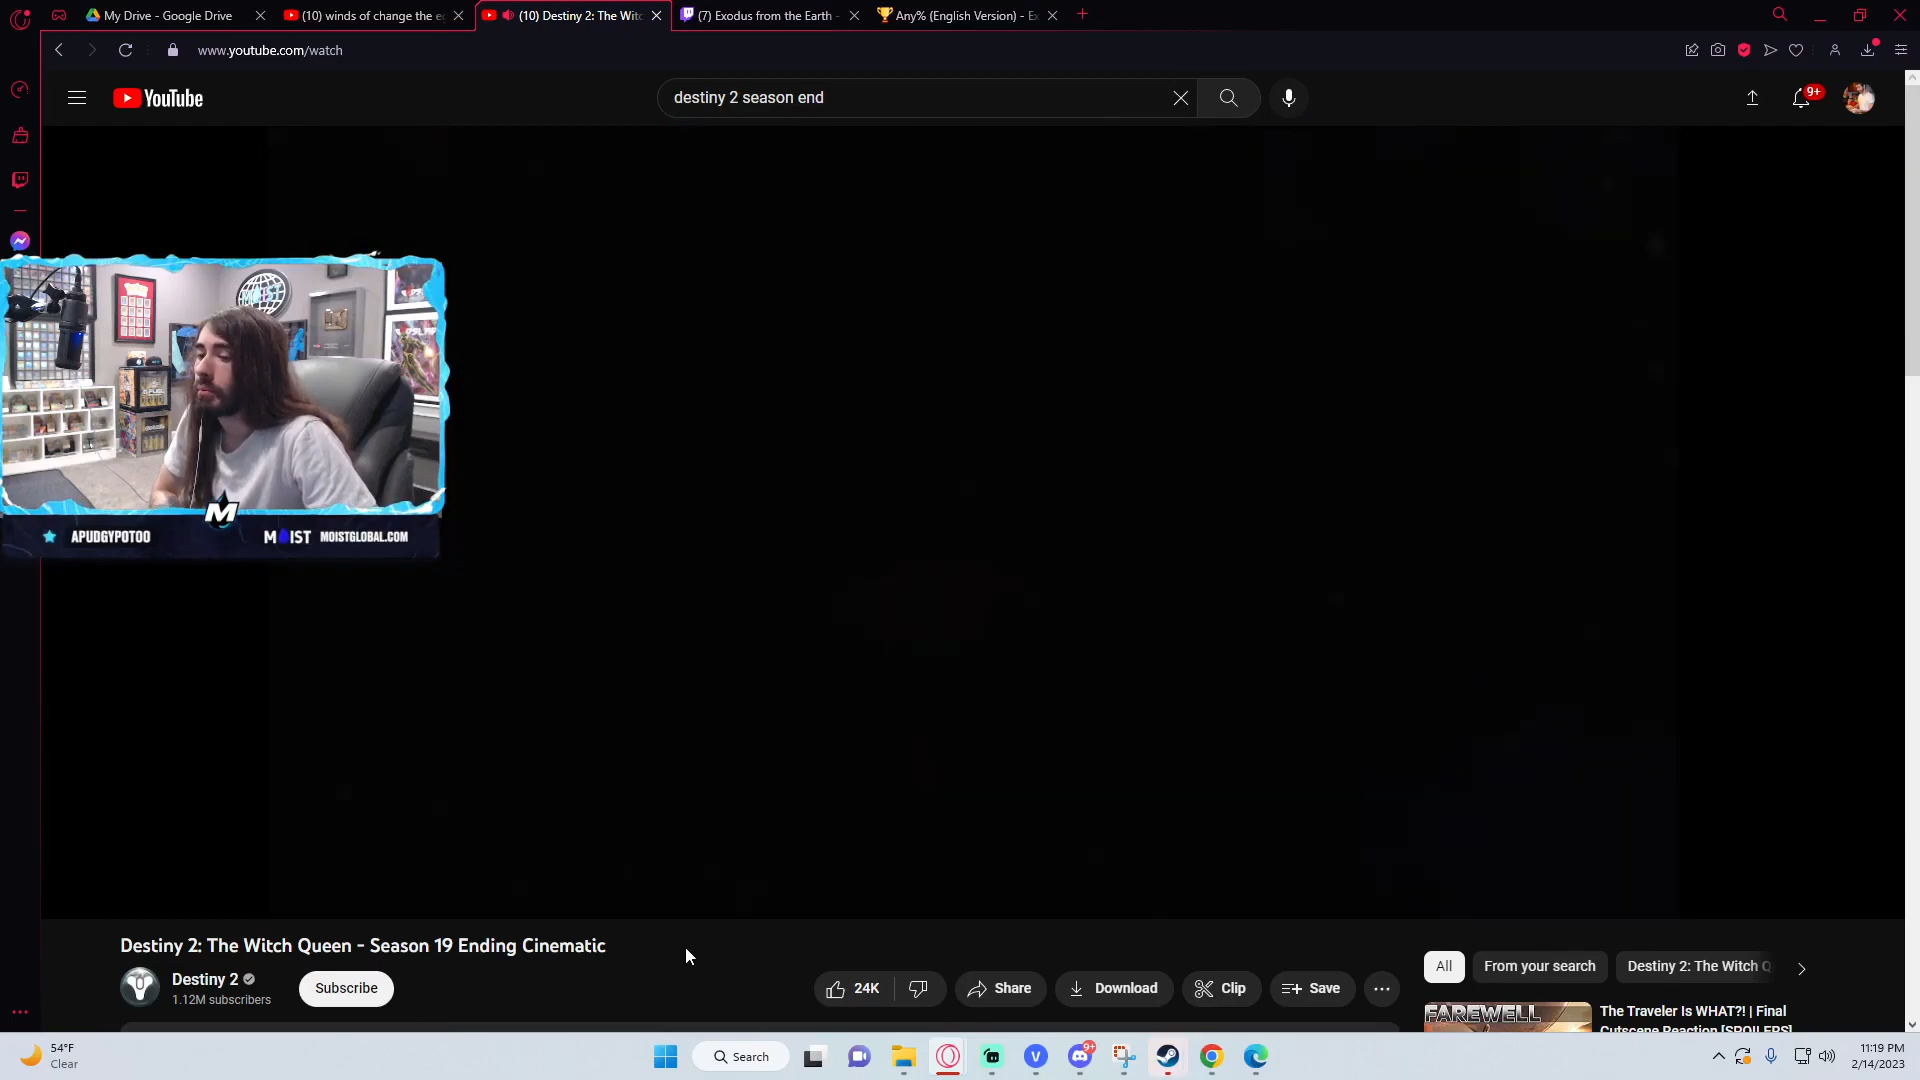 My Drive - Google Drive
(10) winds of change the e
(10) Destiny 2: The Witc
(7) Exodus from the Earth -
Any% (English Version) - Ex
www.youtube.com/watch
YouTube
destiny 2 season end
9+
MOIST
APUDGYPOTOO
M
MOIST
MOISTGLOBAL.COM
Destiny 2: The Witch Queen - Season 19 Ending Cinematic
Destiny 2
1.12M subscribers
Subscribe
24K
Share
Download
Clip
Save
All
From your search
Destiny 2: The Witch Q
FAREWELL
The Traveler Is WHAT?! | Final
Cutscene Reaction [SPOILERS]
54°F
Clear
Search
9+
11:19 PM
2/14/2023